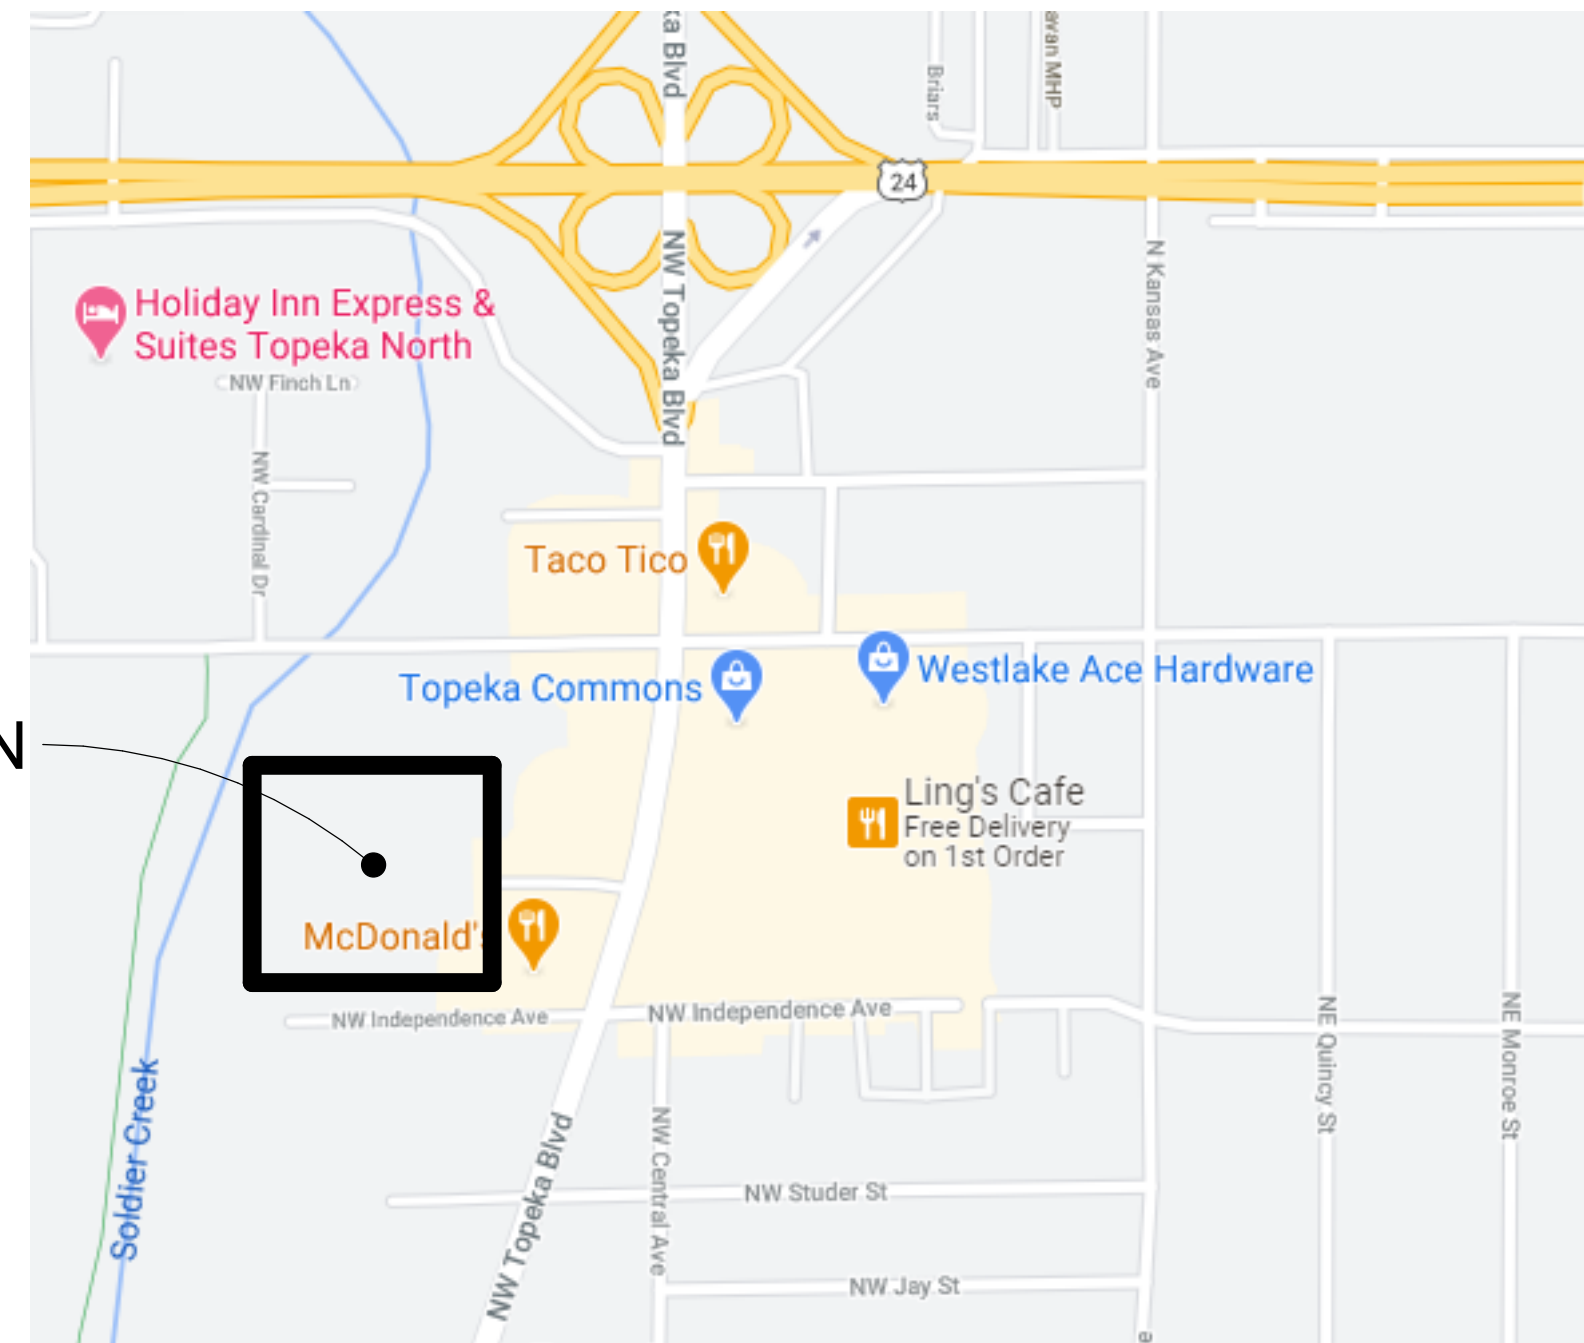 ka Blvd
Briars
avan MHP
24
NW Topeka Blvd
N Kansas Ave
Holiday Inn Express &
Suites Topeka North
NW Finch Ln
NW Cardinal Dr
Taco Tico
Topeka Commons
Westlake Ace Hardware
N
Ling's Cafe
Free Delivery
on 1st Order
McDonald's
NW Independence Ave
NW Independence Ave
NE Quincy St
NE Monroe St
Soldier Creek
NW Topeka Blvd
NW Central Ave
NW Studer St
NW Jay St
e